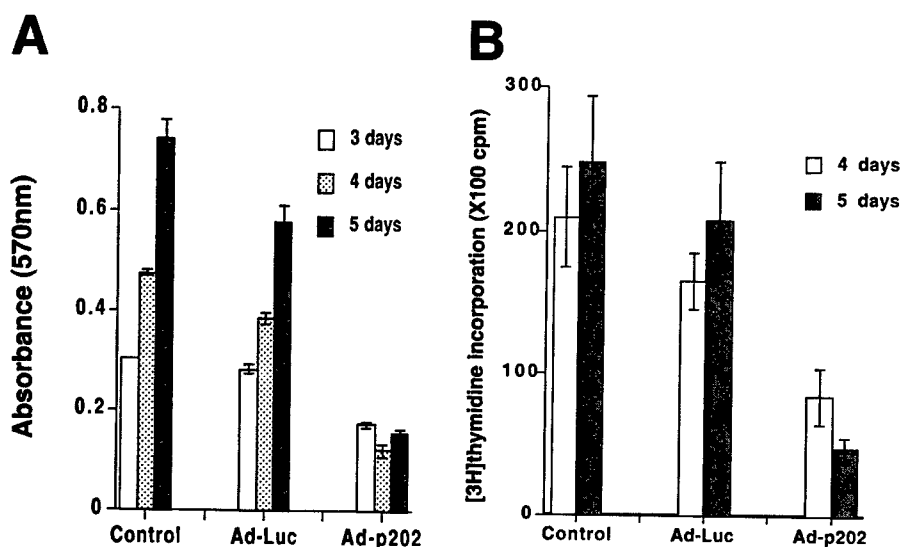 A
Absorbance (570nm)
0.8
0.6
0.4
0.2
0
3 days
4 days
5 days
Control
Ad-Luc
Ad-p202
B
[3H]thymidine incorporation (X100 cpm)
300
200
100
0
4 days
5 days
Control
Ad-Luc
Ad-p202